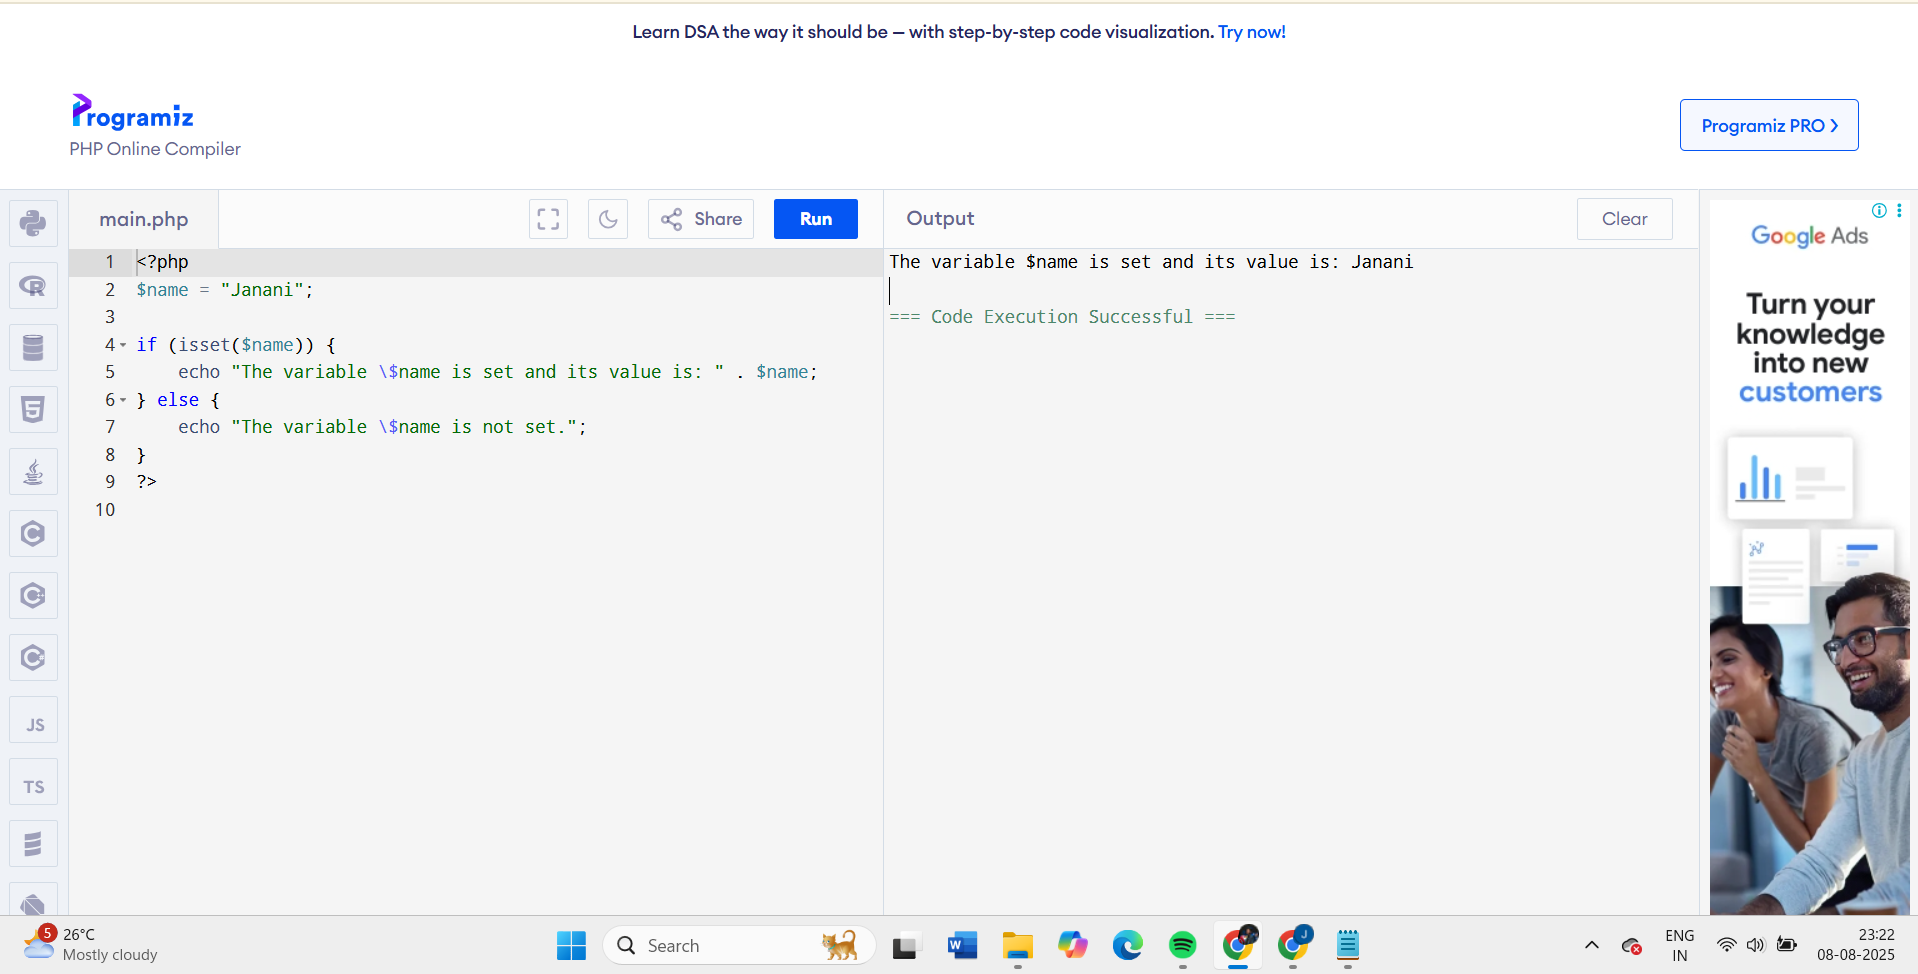 Learn DSA the way it should be — with step-by-step code visualization. Try now!
Programiz
PHP Online Compiler
Programiz PRO
main.php
Share
Run
Output
Clear
1 <?php
2 $name = "Janani";
3
4 if (isset($name)) {
5     echo "The variable \$name is set and its value is: " . $name;
6 } else {
7     echo "The variable \$name is not set.";
8 }
9 ?>
10
The variable $name is set and its value is: Janani
=== Code Execution Successful ===
JS
TS
Google Ads
Turn your
knowledge
into new
customers
5
26°C
Mostly cloudy
Search
W
J
ENG
IN
23:22
08-08-2025